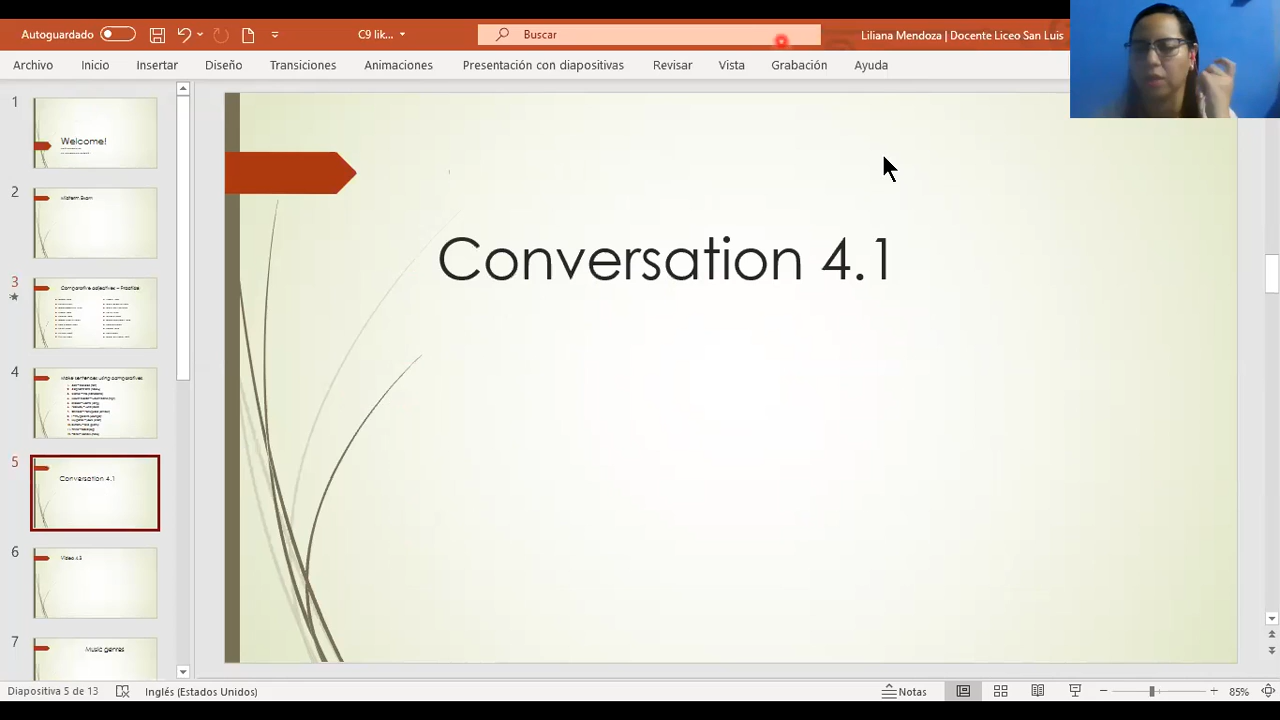 Autoguardado
C9 lik...
Buscar
Liliana Mendoza | Docente Liceo San Luis
Archivo Inicio Insertar Diseño Transiciones Animaciones Presentación con diapositivas Revisar Vista Grabación Ayuda
1
Welcome!
2
Midterm Exam
3
Comparative adjectives – Practice
4
Make sentences using comparatives
5
Conversation 4.1
6
Video 4.2
7
Music genres
Conversation 4.1
Diapositiva 5 de 13
Inglés (Estados Unidos)
Notas
85%